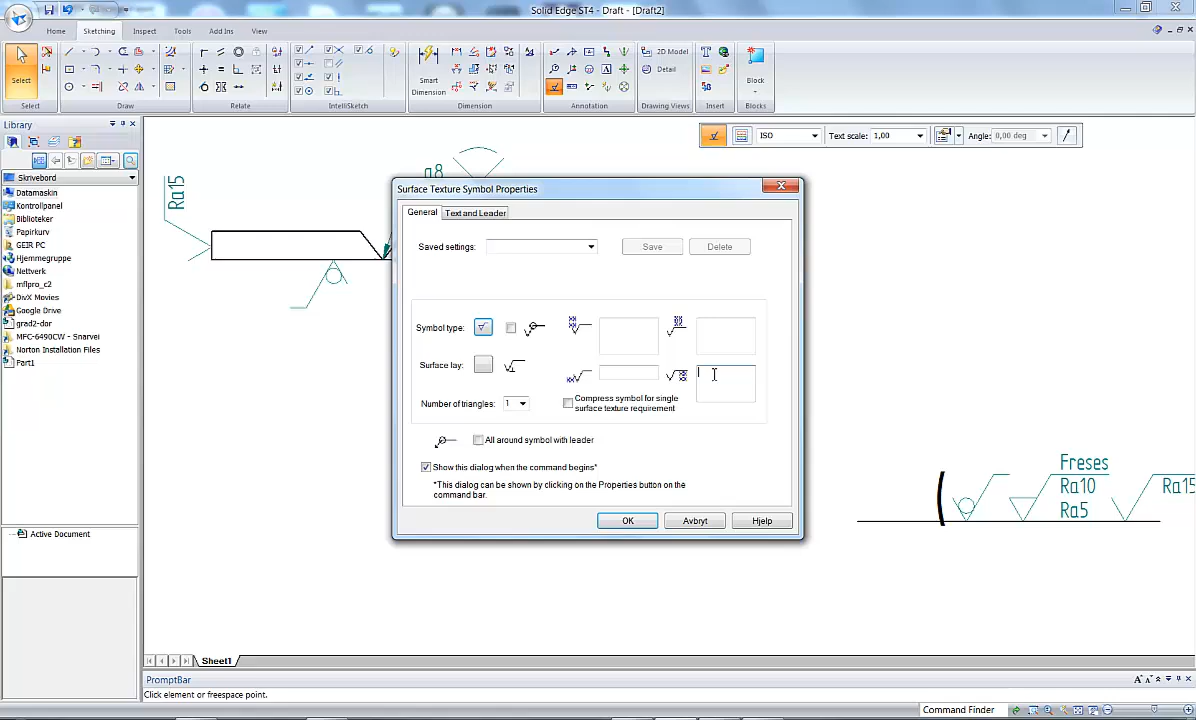 Solid Edge ST4 - Draft - [Draft2]
Home
Sketching
Inspect
Tools
Add Ins
View
Select
Smart
Dimension
2D Model
Detail
Block
Select
Draw
Relate
IntelliSketch
Dimension
Annotation
Drawing Views
Insert
Blocks
Library
Skrivebord
Datamaskin
Kontrollpanel
Biblioteker
Papirkurv
GEIR PC
Hjemmegruppe
Nettverk
mflpro_c2
DivX Movies
Google Drive
grad2-dor
MFC-6490CW - Snarvei
Norton Installation Files
Part1
Active Document
ISO
Text scale: 1,00
Angle: 0,00 deg
Ra15
a8
Surface Texture Symbol Properties
General
Text and Leader
Saved settings:
Save
Delete
Symbol type:
Surface lay:
Number of triangles: 1
Compress symbol for single
surface texture requirement
All around symbol with leader
Show this dialog when the command begins*
*This dialog can be shown by clicking on the Properties button on the
command bar.
OK
Avbryt
Hjelp
Freses
Ra10
Ra5
Ra15
Sheet1
PromptBar
Click element or freespace point.
Command Finder